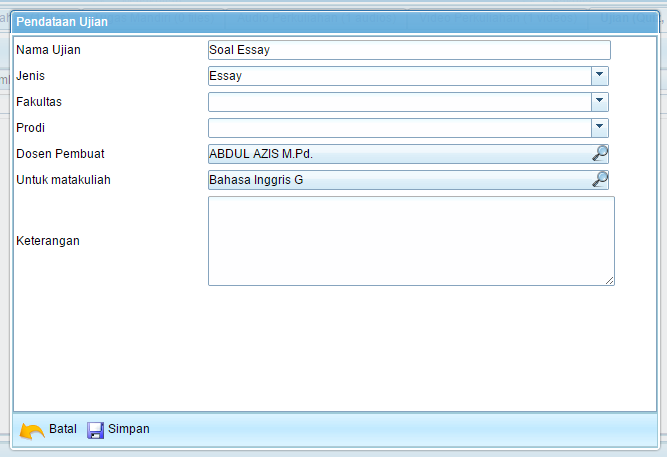 Pendataan Ujian
Nama Ujian Soal Essay
Jenis Essay
Fakultas
Prodi
Dosen Pembuat ABDUL AZIS M.Pd.
Untuk matakuliah Bahasa Inggris G
Keterangan
Batal Simpan